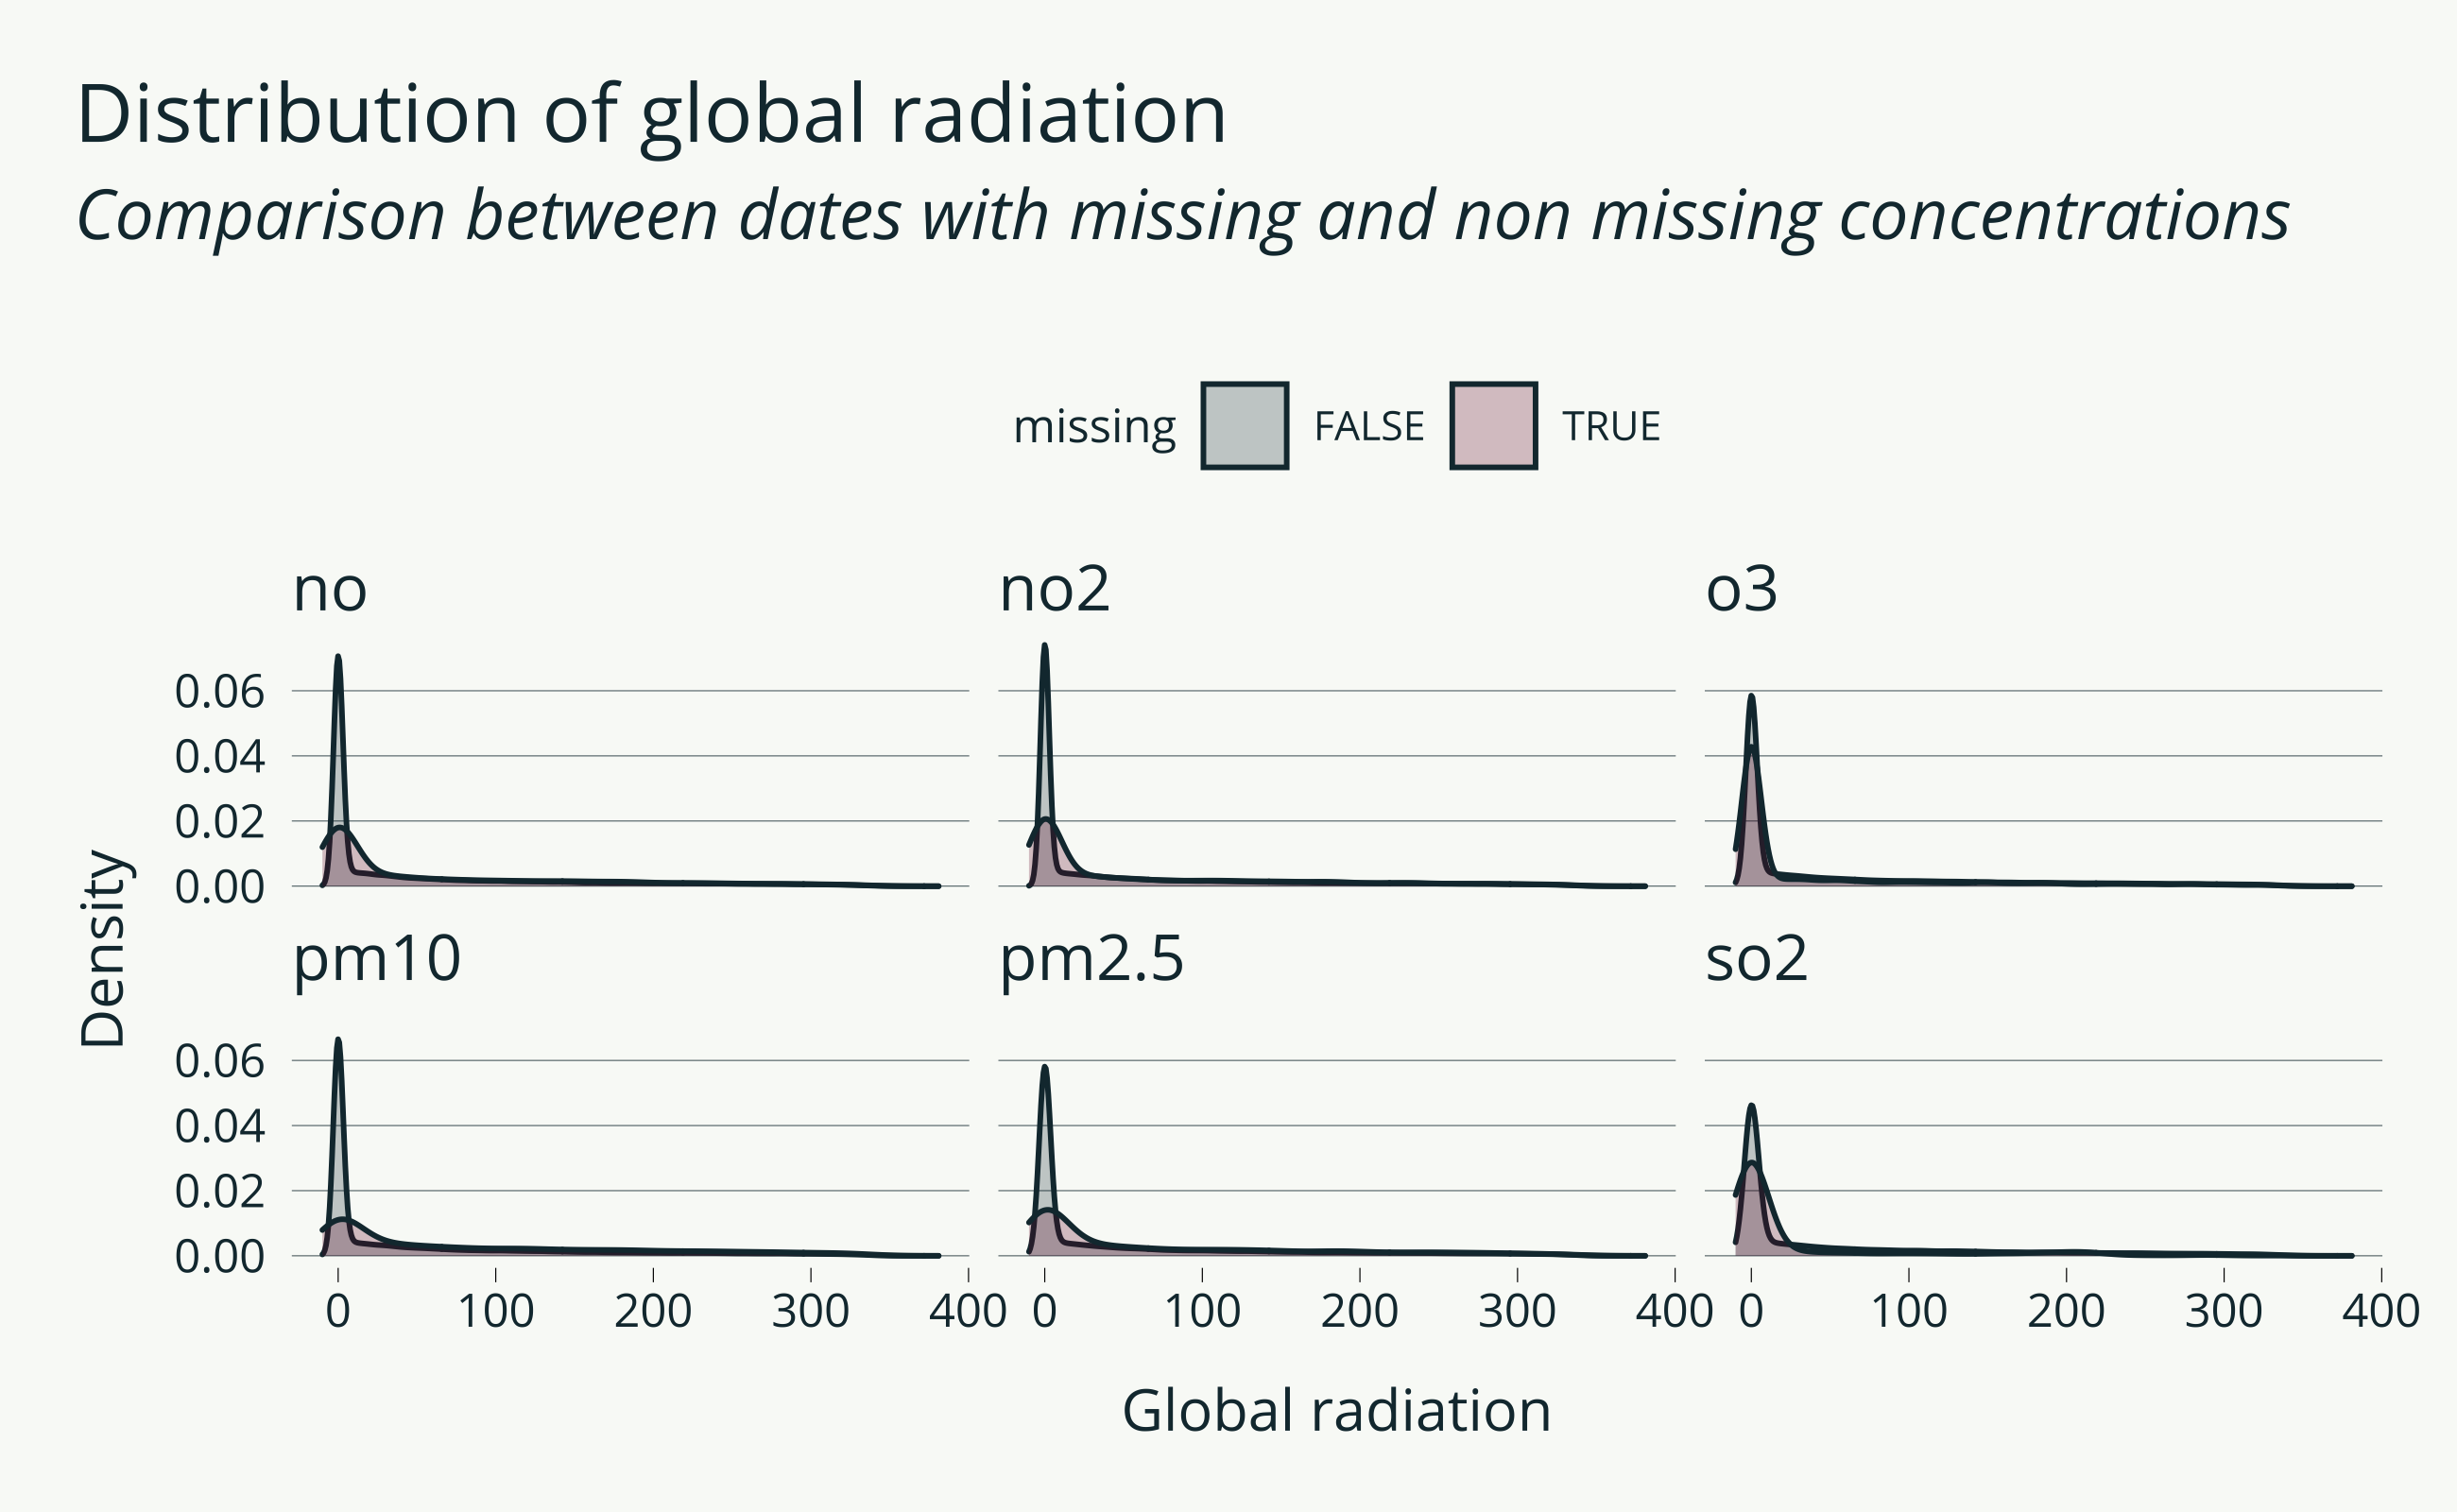 Distribution of global radiation
Comparison between dates with missing and non missing concentrations
missing FALSE TRUE
no no2 o3
0.06
0.04
0.02
0.00
Density
pm10 pm2.5 so2
0.06
0.04
0.02
0.00
0 100 200 300 400 0 100 200 300 400 0 100 200 300 400
Global radiation